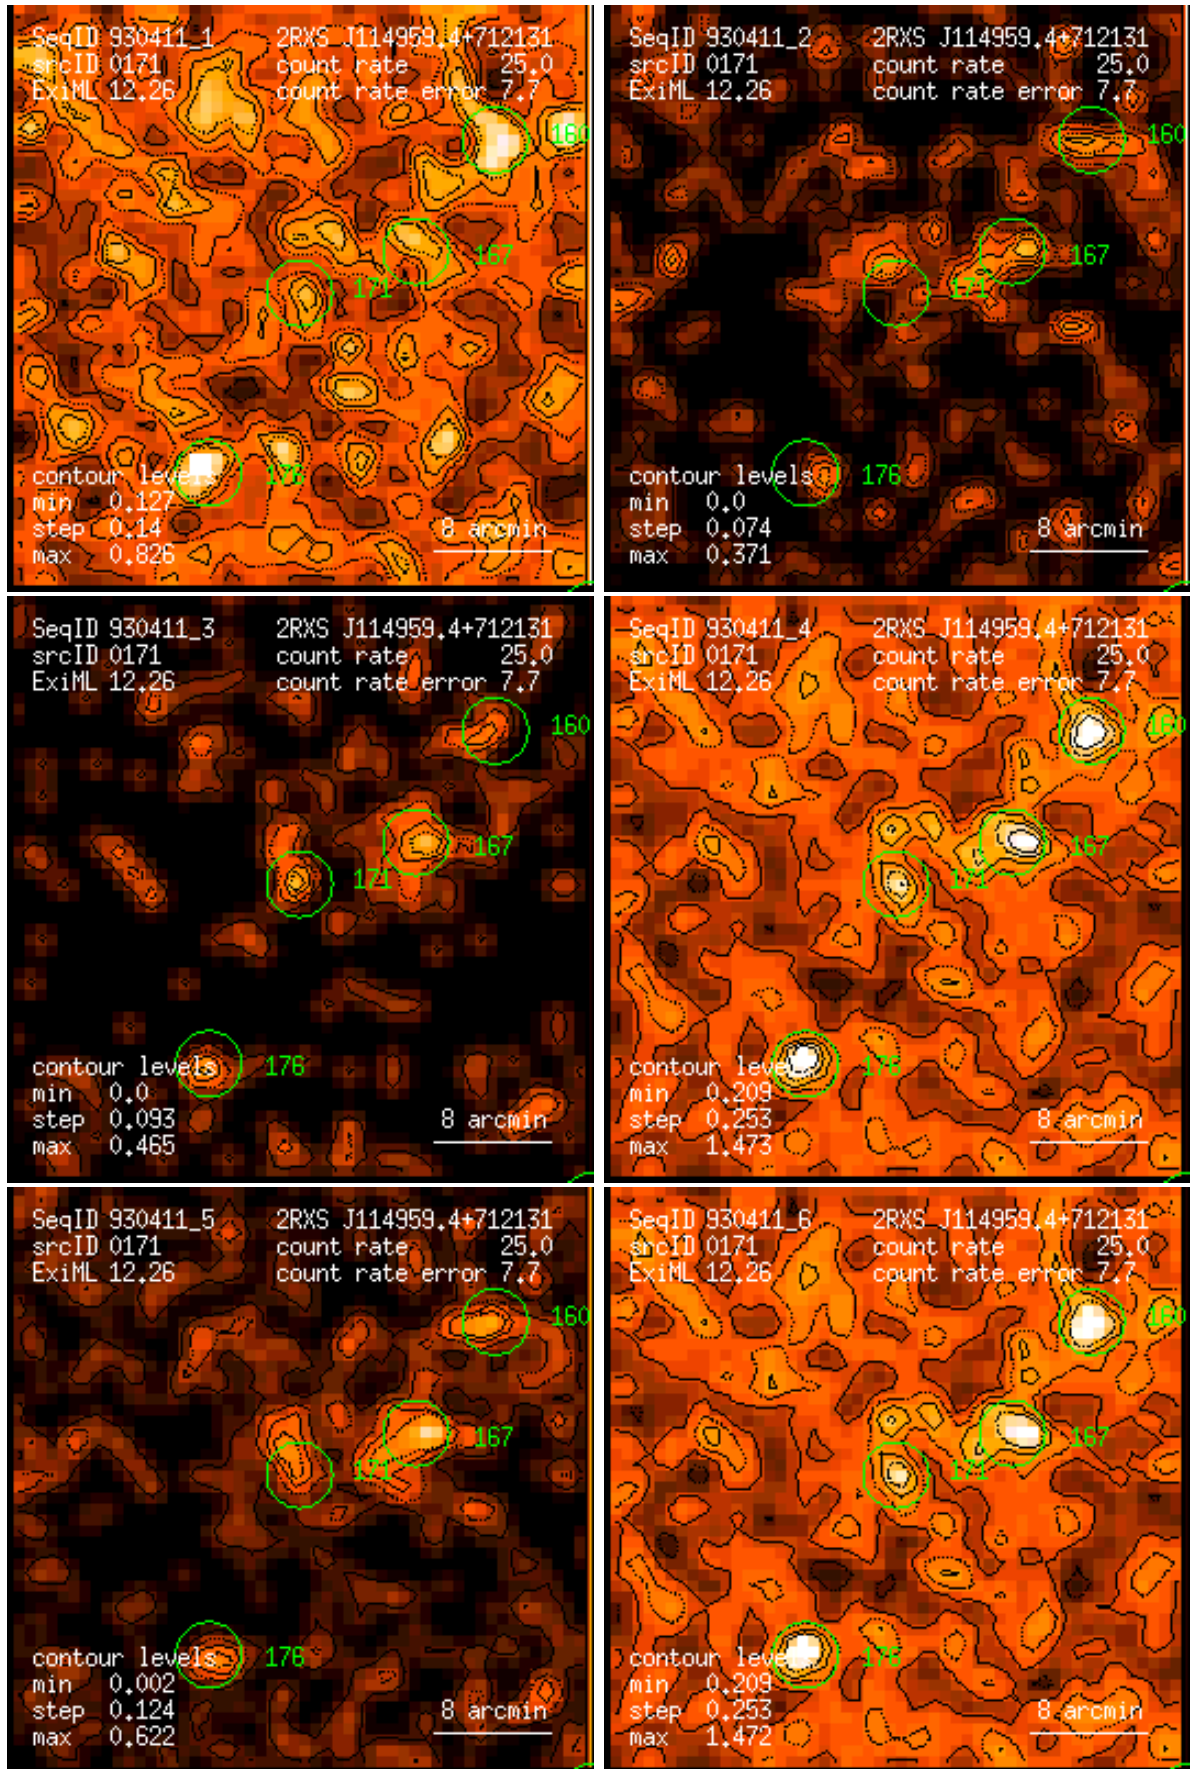 SeqID 930411_1 2RXS J114959.4+712131
srcID 0171 count rate 25.0
ExiML 12.26 count rate error 7.7
160
167
171
176
contour levels
min 0.127
step 0.14
max 0.826
8 arcmin
SeqID 930411_2 2RXS J114959.4+712131
srcID 0171 count rate 25.0
ExiML 12.26 count rate error 7.7
160
167
171
176
contour levels
min 0.0
step 0.074
max 0.371
8 arcmin
SeqID 930411_3 2RXS J114959.4+712131
srcID 0171 count rate 25.0
ExiML 12.26 count rate error 7.7
160
167
171
176
contour levels
min 0.0
step 0.093
max 0.465
8 arcmin
SeqID 930411_4 2RXS J114959.4+712131
srcID 0171 count rate 25.0
ExiML 12.26 count rate error 7.7
160
167
171
176
contour levels
min 0.209
step 0.253
max 1.473
8 arcmin
SeqID 930411_5 2RXS J114959.4+712131
srcID 0171 count rate 25.0
ExiML 12.26 count rate error 7.7
160
167
171
176
contour levels
min 0.002
step 0.124
max 0.622
8 arcmin
SeqID 930411_6 2RXS J114959.4+712131
srcID 0171 count rate 25.0
ExiML 12.26 count rate error 7.7
160
167
171
176
contour levels
min 0.209
step 0.253
max 1.472
8 arcmin